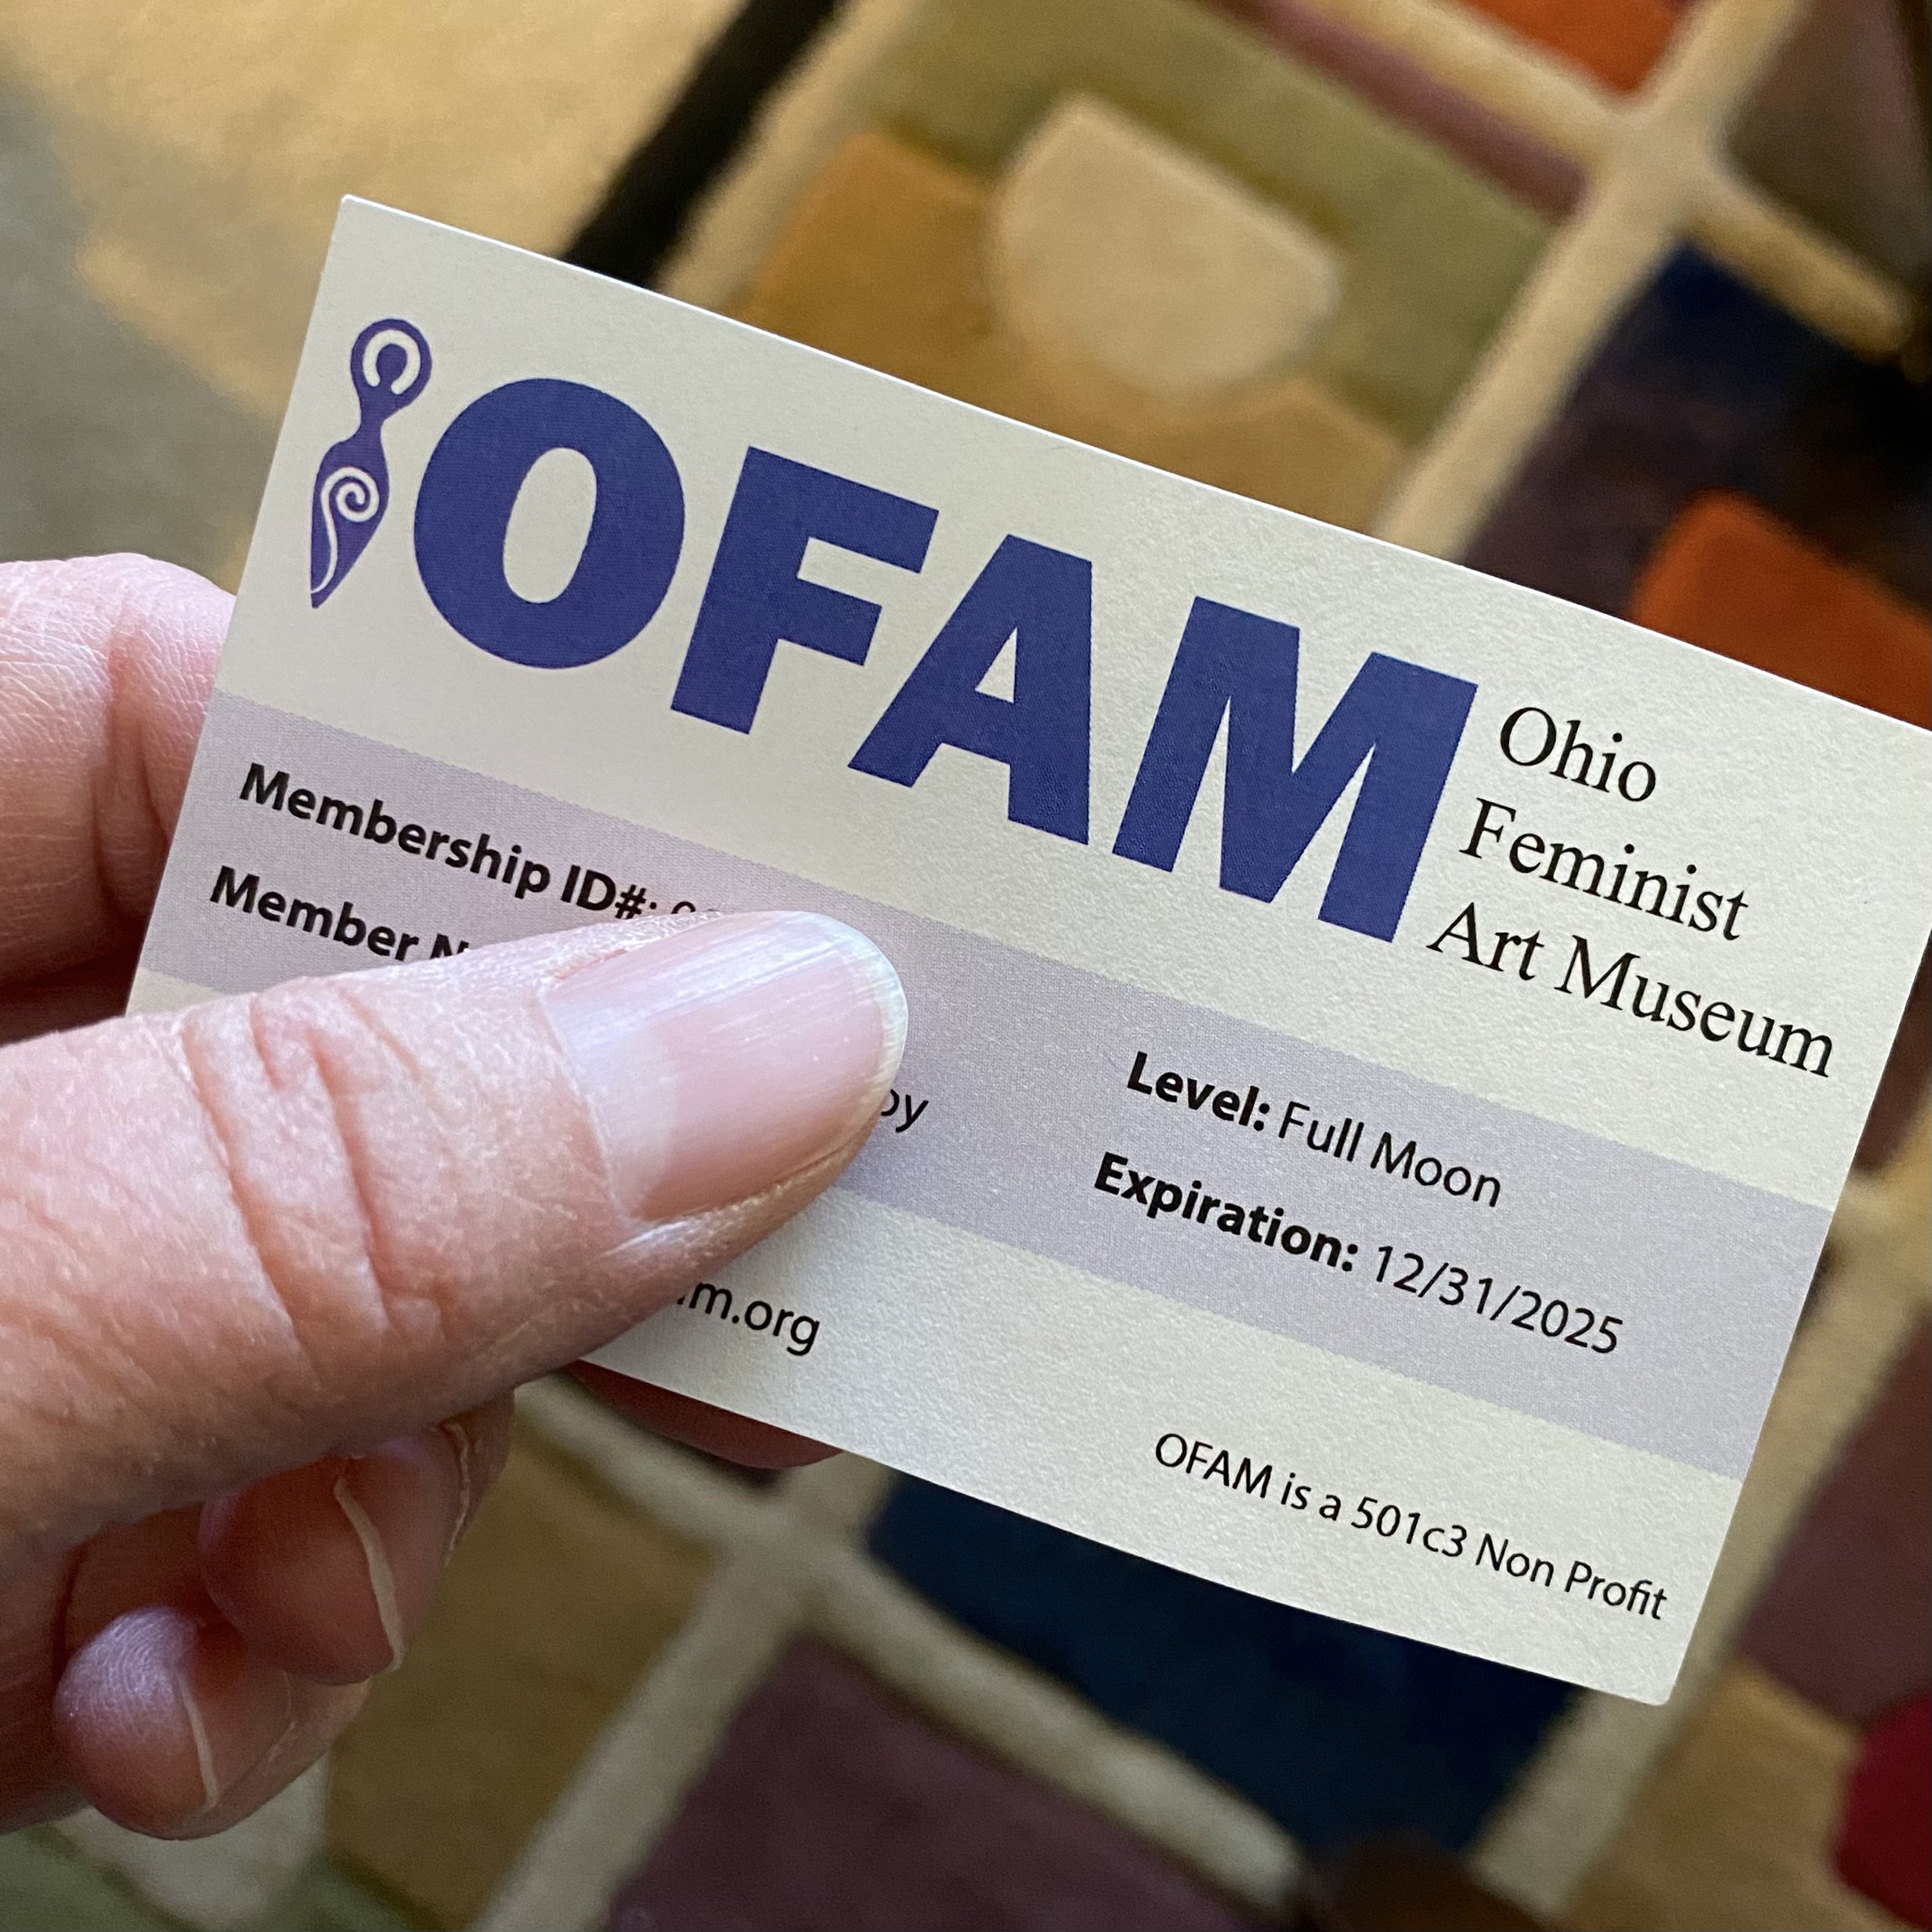 OFAM
Ohio
Feminist
Art Museum
Membership ID#:
Member
Level: Full Moon
Expiration: 12/31/2025
OFAM is a 501c3 Non Profit